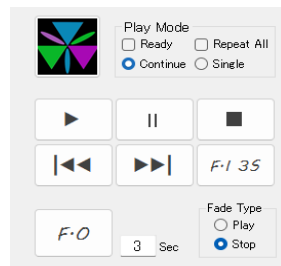 Play Mode
Ready Repeat All
Continue Single
F·I 3S
F·O
3 Sec
Fade Type
Play
Stop